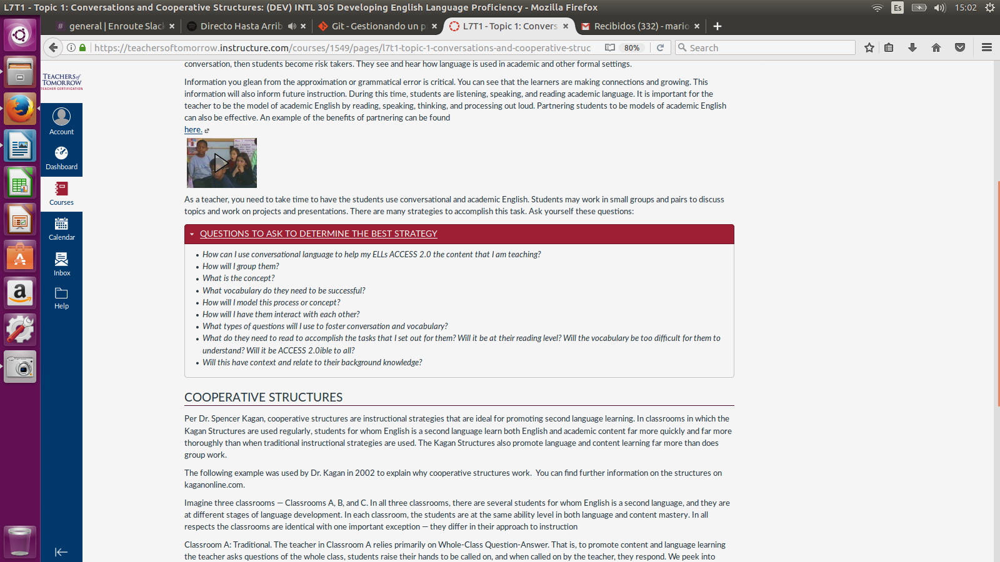 L7T1 - Topic 1: Conversations and Cooperative Structures: (DEV) INTL 305 Developing English Language Proficiency - Mozilla Firefox
Es
15:02
# general | Enroute Slac
Directo Hasta Arrib
Git - Gestionando un p
L7T1 - Topic 1: Convers
Recibidos (332) - mario
https://teachersoftomorrow.instructure.com/courses/1549/pages/l7t1-topic-1-conversations-and-cooperative-struc
80%
Search
TEACHERS of
TOMORROW
TEACHER CERTIFICATION
Account
Dashboard
Courses
Calendar
Inbox
Help
conversation, then students become risk takers. They see and hear how language is used in academic and other formal settings.
Information you glean from the approximation or grammatical error is critical. You can see that the learners are making connections and growing. This
information will also inform future instruction. During this time, students are listening, speaking, and reading academic language. It is important for the
teacher to be the model of academic English by reading, speaking, thinking, and processing out loud. Partnering students to be models of academic English
can also be effective. An example of the benefits of partnering can be found
here.
As a teacher, you need to take time to have the students use conversational and academic English. Students may work in small groups and pairs to discuss
topics and work on projects and presentations. There are many strategies to accomplish this task. Ask yourself these questions:
QUESTIONS TO ASK TO DETERMINE THE BEST STRATEGY
• How can I use conversational language to help my ELLs ACCESS 2.0 the content that I am teaching?
• How will I group them?
• What is the concept?
• What vocabulary do they need to be successful?
• How will I model this process or concept?
• How will I have them interact with each other?
• What types of questions will I use to foster conversation and vocabulary?
• What do they need to read to accomplish the tasks that I set out for them? Will it be at their reading level? Will the vocabulary be too difficult for them to
understand? Will it be ACCESS 2.0ible to all?
• Will this have context and relate to their background knowledge?
COOPERATIVE STRUCTURES
Per Dr. Spencer Kagan, cooperative structures are instructional strategies that are ideal for promoting second language learning. In classrooms in which the
Kagan Structures are used regularly, students for whom English is a second language learn both English and academic content far more quickly and far more
thoroughly than when traditional instructional strategies are used. The Kagan Structures also promote language and content learning far more than does
group work.
The following example was used by Dr. Kagan in 2002 to explain why cooperative structures work. You can find further information on the structures on
kaganonline.com.
Imagine three classrooms — Classrooms A, B, and C. In all three classrooms, there are several students for whom English is a second language, and they are
at different stages of language development. In each classroom, the students are at the same ability level in both language and content mastery. In all
respects the classrooms are identical with one important exception — they differ in their approach to instruction
Classroom A: Traditional. The teacher in Classroom A relies primarily on Whole-Class Question-Answer. That is, to promote content and language learning
the teacher asks questions of the whole class, students raise their hands to be called on, and when called on by the teacher, they respond. We peek into